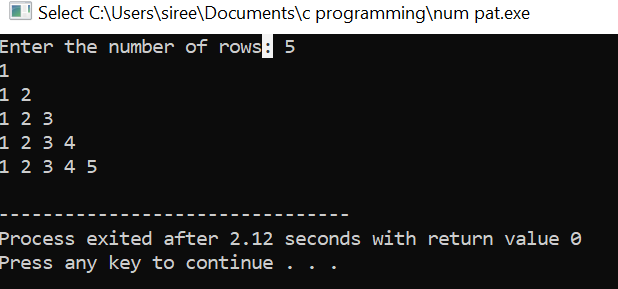 Select C:\Users\siree\Documents\c programming\num pat.exe
Enter the number of rows: 5
1
1 2
1 2 3
1 2 3 4
1 2 3 4 5
--------------------------------
Process exited after 2.12 seconds with return value 0
Press any key to continue . . .